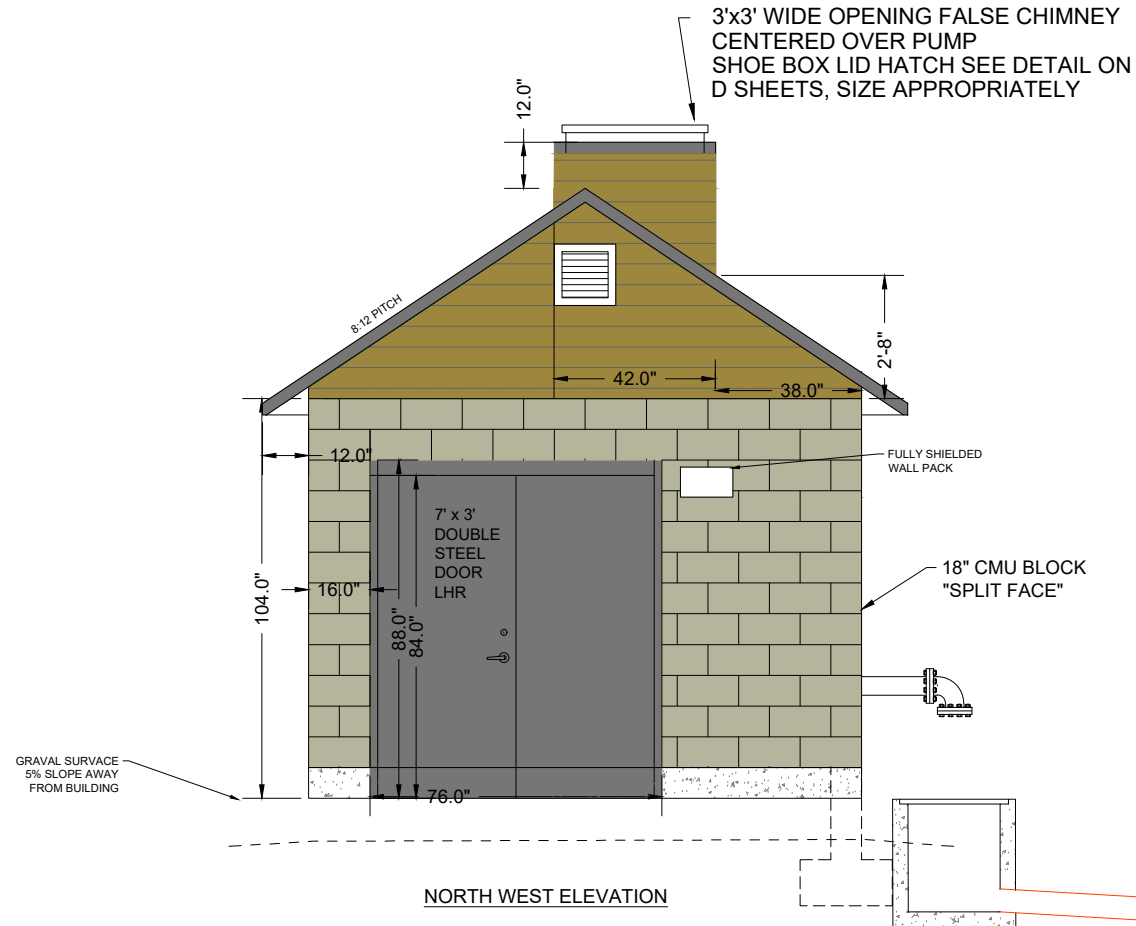 3'x3' WIDE OPENING FALSE CHIMNEY
CENTERED OVER PUMP
SHOE BOX LID HATCH SEE DETAIL ON
D SHEETS, SIZE APPROPRIATELY
12.0"
8:12 PITCH
2'-8"
42.0"
38.0"
12.0"
FULLY SHIELDED
WALL PACK
7' x 3'
DOUBLE
STEEL
DOOR
LHR
18" CMU BLOCK
"SPLIT FACE"
16.0"
104.0"
88.0"
84.0"
GRAVAL SURVACE
5% SLOPE AWAY
FROM BUILDING
76.0"
NORTH WEST ELEVATION